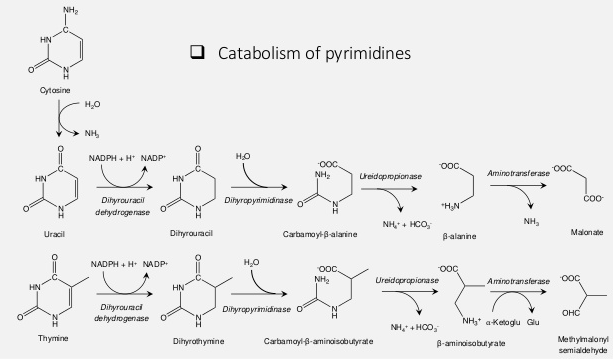 NH₂
HN
O
N
H
Cytosine
❑ Catabolism of pyrimidines
H₂O
NH₃
O
HN
O
N
H
Uracil
NADPH + H⁺ NADP⁺
Dihyrouracil
dehydrogenase
O
HN
O
N
H
Dihyrouracil
H₂O
Dihyropyrimidinase
⁻OOC
NH₂
O
N
H
Carbamoyl-β-alanine
Ureidopropionase
NH₄⁺ + HCO₃⁻
⁻OOC
⁺H₃N
β-alanine
Aminotransferase
NH₃
OOC
COO⁻
Malonate
O
HN
O
N
H
Thymine
NADPH + H⁺ NADP⁺
Dihyrouracil
dehydrogenase
O
HN
O
N
H
Dihyrothymine
H₂O
Dihyropyrimidinase
⁻OOC
NH₂
O
N
H
Carbamoyl-β-aminoisobutyrate
Ureidopropionase
NH₄⁺ + HCO₃⁻
⁻OOC
NH₃⁺
β-aminoisobutyrate
Aminotransferase
α-Ketoglu Glu
⁻OOC
OHC
Methylmalonyl
semialdehyde